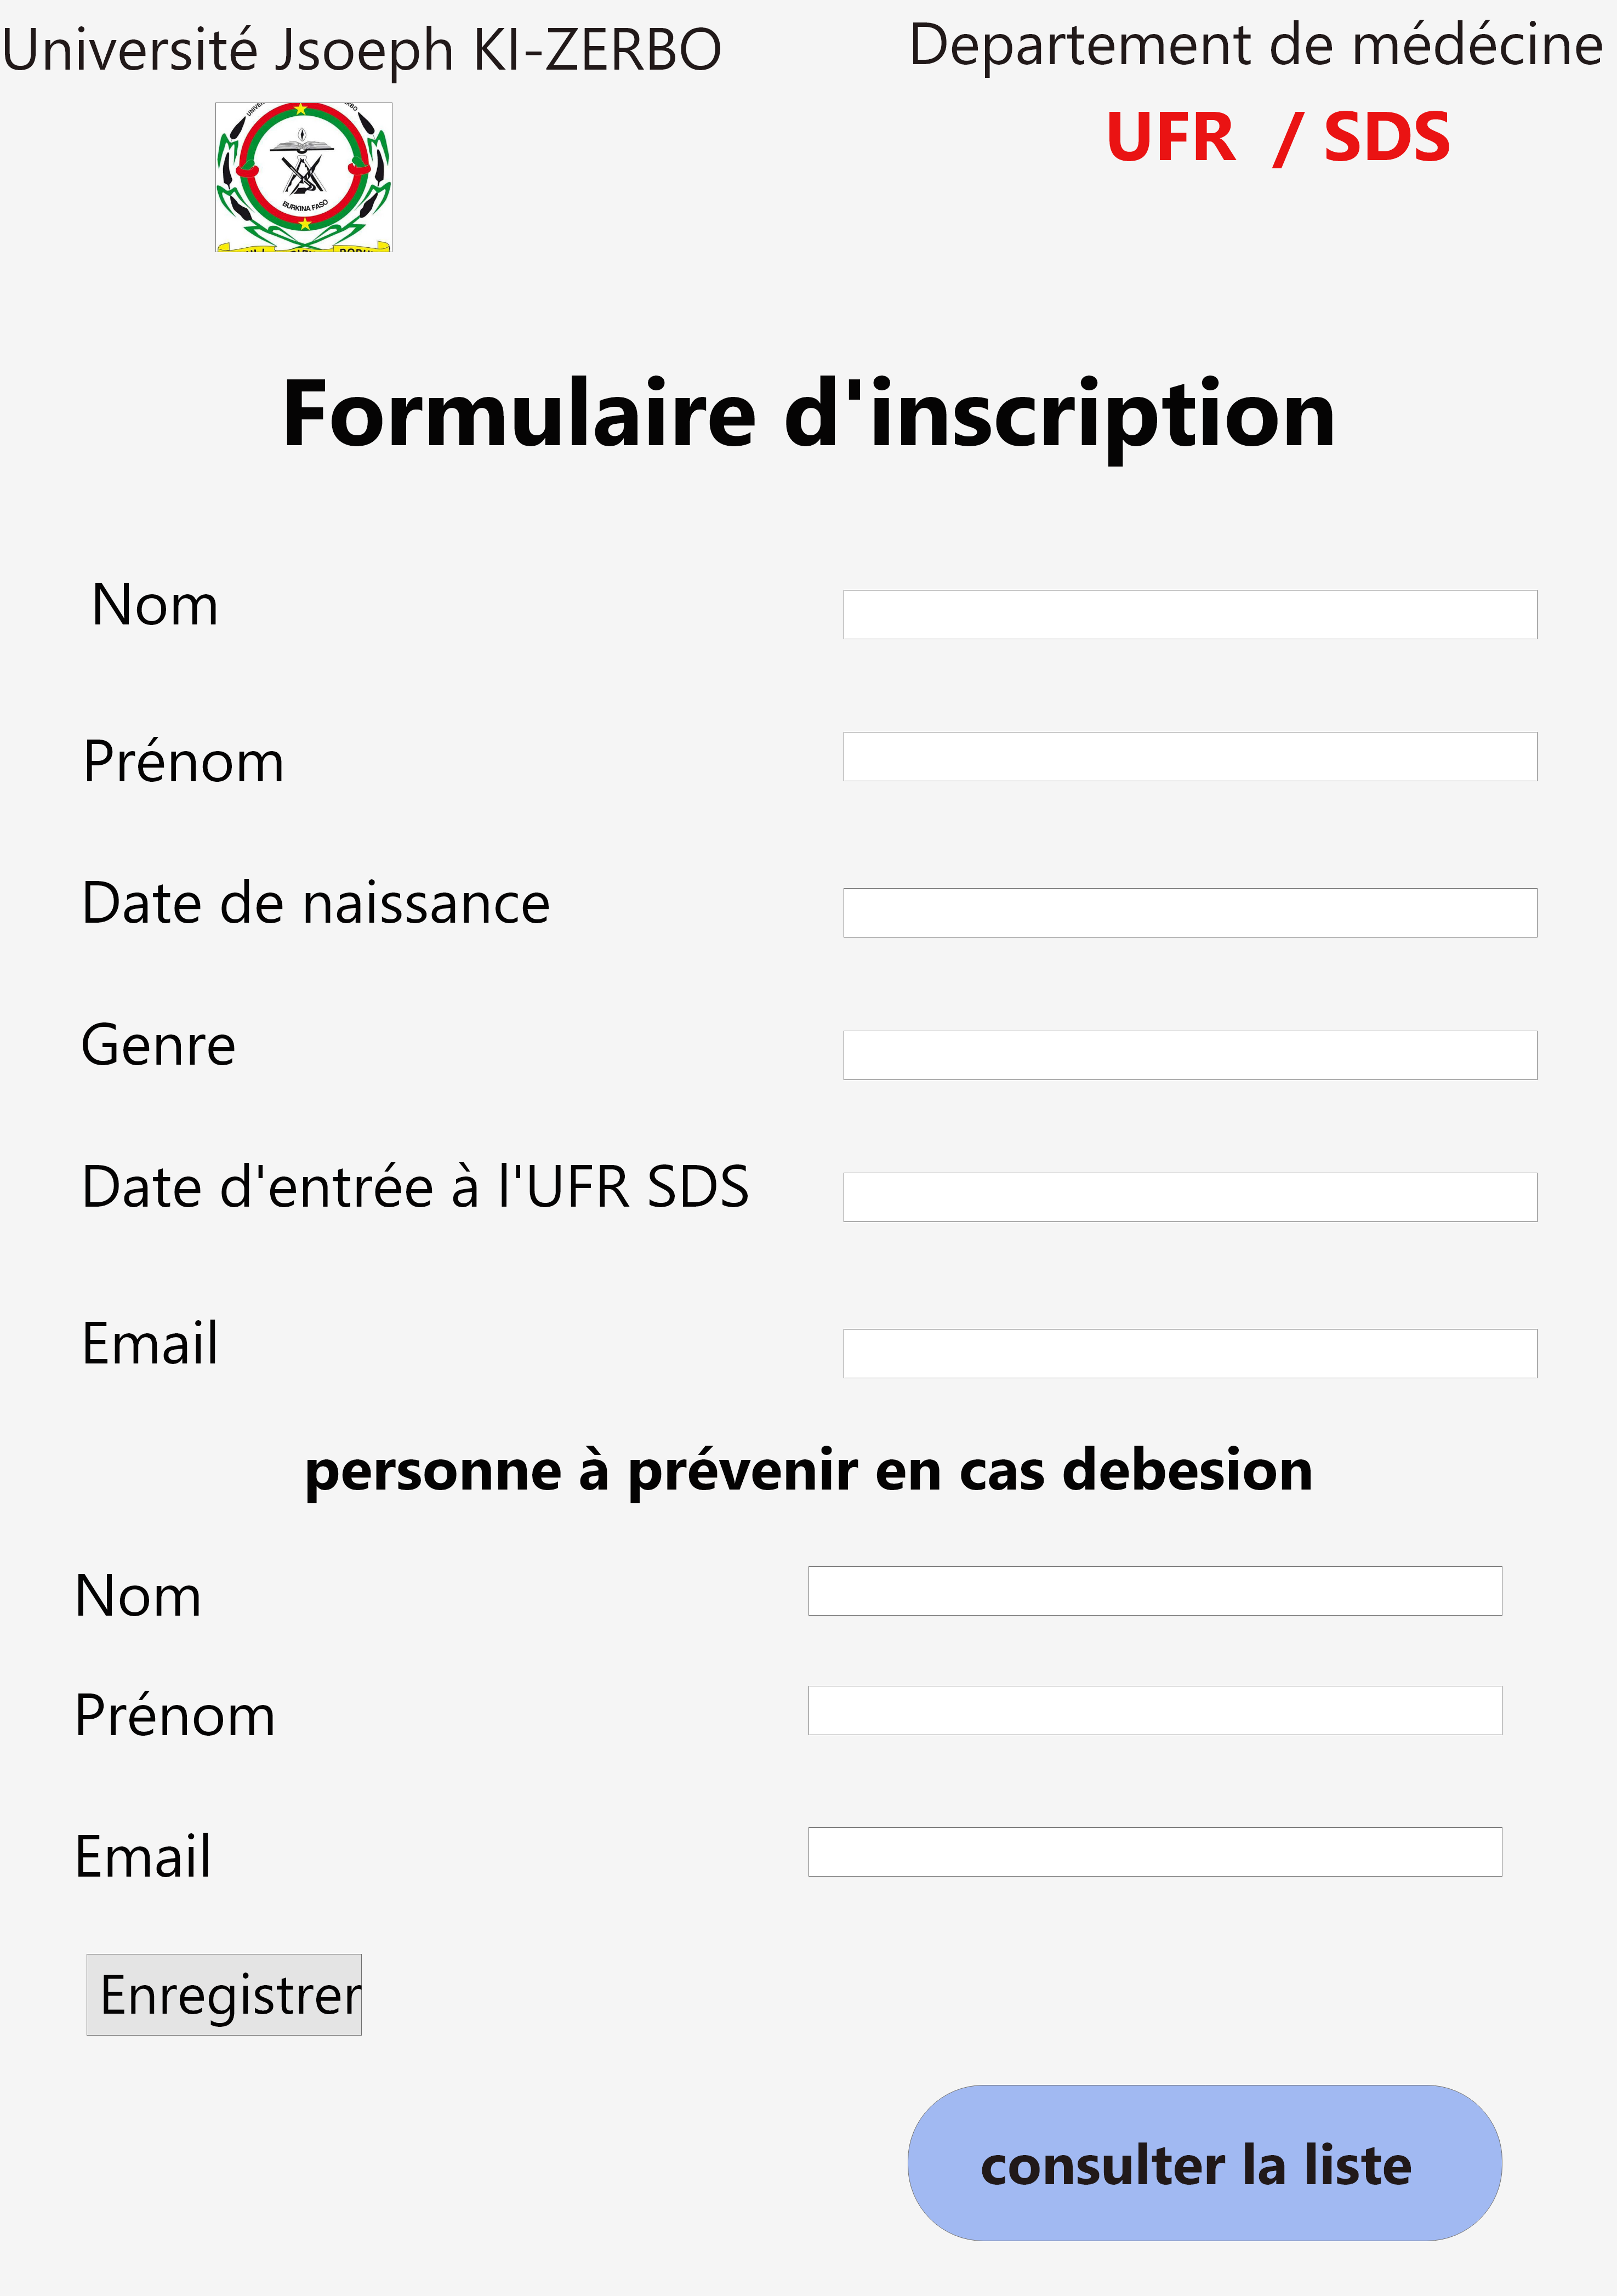 Université Jsoeph KI-ZERBO
Departement de médécine
UFR / SDS
BURKINA FASO
Formulaire d'inscription
Nom
Prénom
Date de naissance
Genre
Date d'entrée à l'UFR SDS
Email
personne à prévenir en cas debesion
Nom
Prénom
Email
Enregistrer
consulter la liste